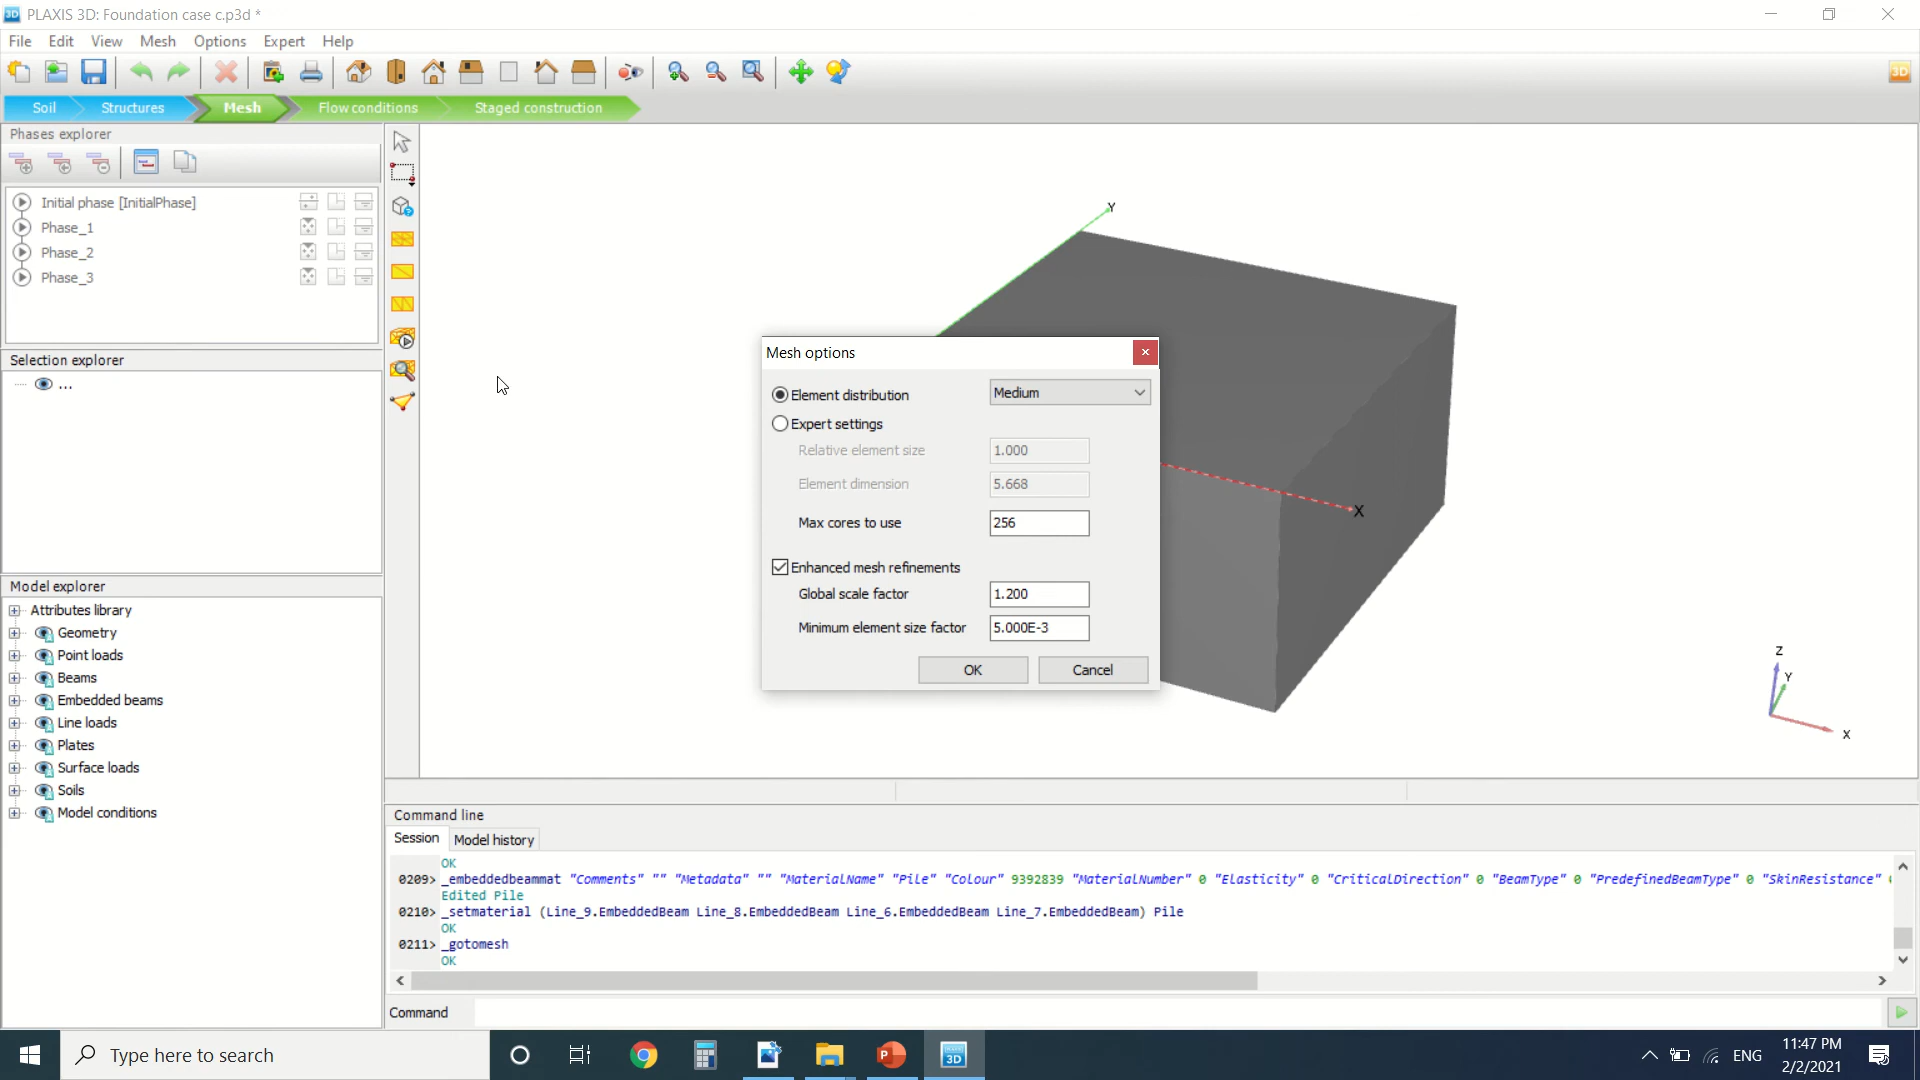 PLAXIS 3D: Foundation case c.p3d *
File Edit View Mesh Options Expert Help
3D
Soil Structures Mesh Flow conditions Staged construction
Phases explorer
Initial phase [InitialPhase]
Phase_1
Phase_2
Phase_3
Selection explorer
...
Model explorer
Attributes library
Geometry
Point loads
Beams
Embedded beams
Line loads
Plates
Surface loads
Soils
Model conditions
Y
X
Mesh options
Element distribution Medium
Expert settings
Relative element size 1.000
Element dimension 5.668
Max cores to use 256
Enhanced mesh refinements
Global scale factor 1.200
Minimum element size factor 5.000E-3
OK Cancel
Z
Y
X
Command line
Session Model history
OK
0209> _embeddedbeammat "Comments" "" "Metadata" "" "MaterialName" "Pile" "Colour" 9392839 "MaterialNumber" 0 "Elasticity" 0 "CriticalDirection" 0 "BeamType" 0 "PredefinedBeamType" 0 "SkinResistance"
Edited Pile
0210> _setmaterial (Line_9.EmbeddedBeam Line_8.EmbeddedBeam Line_6.EmbeddedBeam Line_7.EmbeddedBeam) Pile
OK
0211> _gotomesh
OK
Command
Type here to search
P
3D
ENG
11:47 PM
2/2/2021